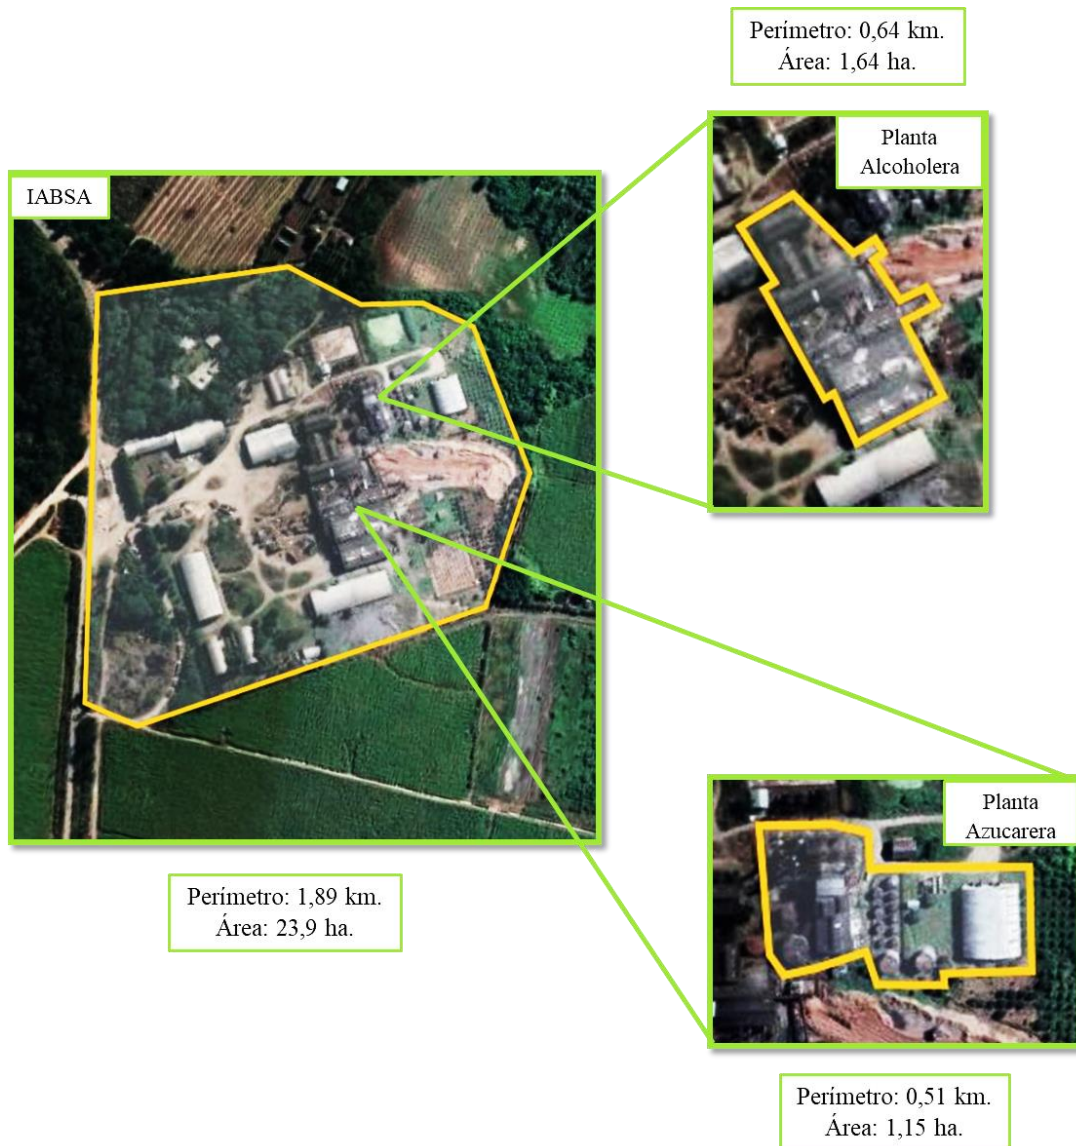 Perímetro: 0,64 km.
Área: 1,64 ha.
Planta
Alcoholera
IABSA
Planta
Azucarera
Perímetro: 1,89 km.
Área: 23,9 ha.
Perímetro: 0,51 km.
Área: 1,15 ha.